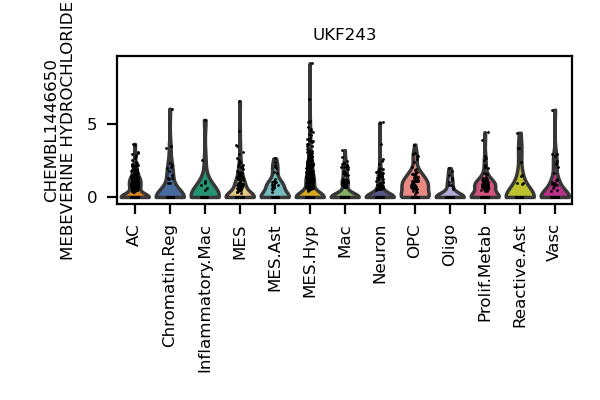 UKF243
CHEMBL1446650
MEBEVERINE HYDROCHLORIDE
5
0
AC
Chromatin.Reg
Inflammatory.Mac
MES
MES.Ast
MES.Hyp
Mac
Neuron
OPC
Oligo
Prolif.Metab
Reactive.Ast
Vasc